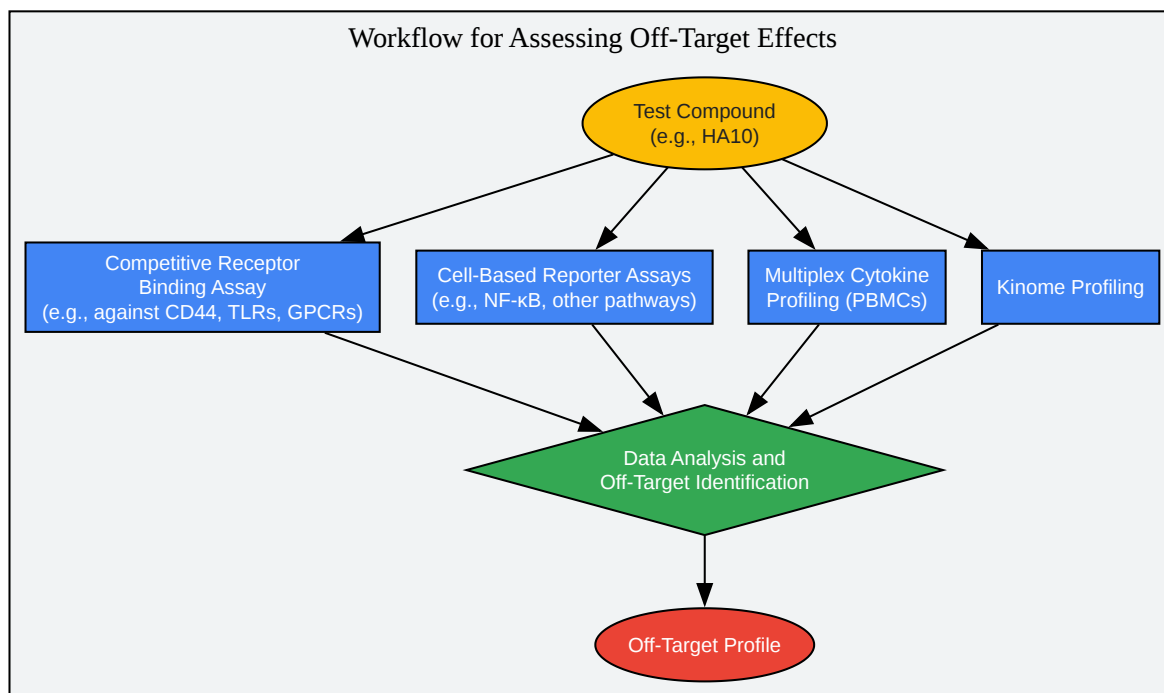 Workflow for Assessing Off-Target Effects
Test Compound
(e.g., HA10)
Competitive Receptor
Binding Assay
(e.g., against CD44, TLRs, GPCRs)
Cell-Based Reporter Assays
(e.g., NF-κB, other pathways)
Multiplex Cytokine
Profiling (PBMCs)
Kinome Profiling
Data Analysis and
Off-Target Identification
Off-Target Profile